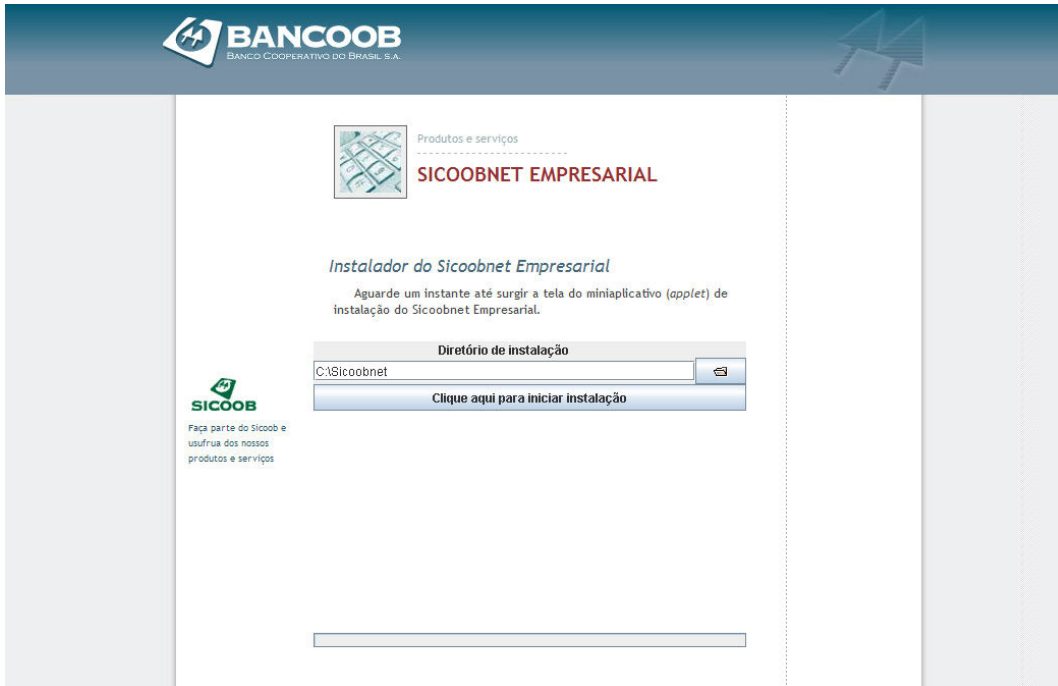 BANCOOB
BANCO COOPERATIVO DO BRASIL S.A.
Produtos e serviços
SICOOBNET EMPRESARIAL
Instalador do Sicoobnet Empresarial
Aguarde um instante até surgir a tela do miniaplicativo (applet) de
instalação do Sicoobnet Empresarial.
Diretório de instalação
C:\Sicoobnet
Clique aqui para iniciar instalação
SICOOB
Faça parte do Sicoob e
usufrua dos nossos
produtos e serviços